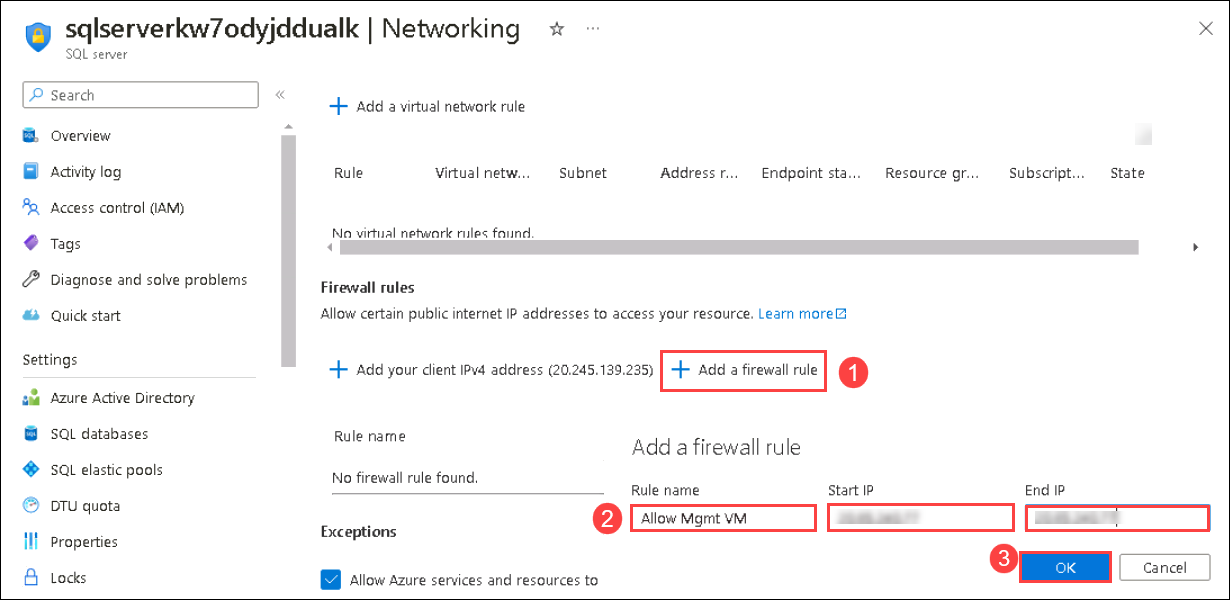 sqlserverkw7odyjddualk | Networking
SQL server
Search
Overview
Activity log
Access control (IAM)
Tags
Diagnose and solve problems
Quick start
Settings
Azure Active Directory
SQL databases
SQL elastic pools
DTU quota
Properties
Locks
Add a virtual network rule
Rule Virtual netw... Subnet Address r... Endpoint sta... Resource gr... Subscript... State
No virtual network rules found.
Firewall rules
Allow certain public internet IP addresses to access your resource. Learn more
Add your client IPv4 address (20.245.139.235) Add a firewall rule 1
Rule name
No firewall rule found.
Exceptions
Allow Azure services and resources to
Add a firewall rule
Rule name Start IP End IP
2 Allow Mgmt VM
3 OK Cancel